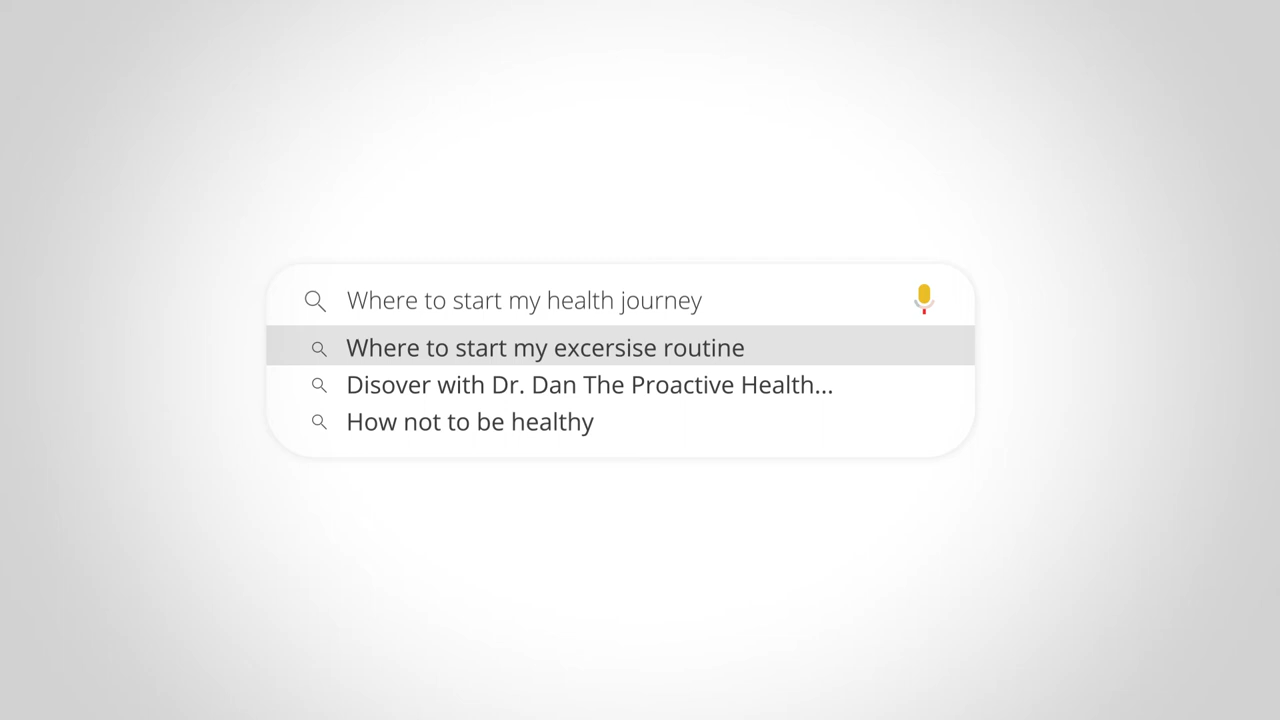 Where to start my health journey
Where to start my excersise routine
Disover with Dr. Dan The Proactive Health...
How not to be healthy